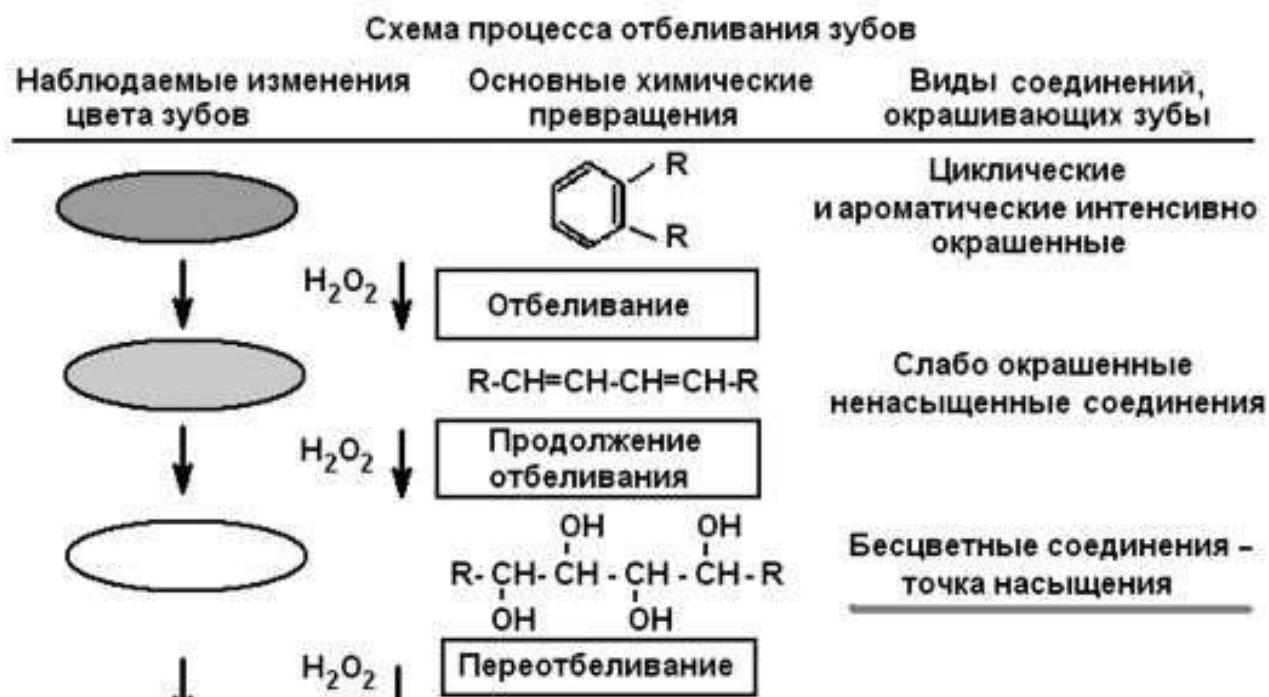 Схема процесса отбеливания зубов
Наблюдаемые изменения
цвета зубов
Основные химические
превращения
Виды соединений,
окрашивающих зубы
R
R
Циклические
и ароматические интенсивно
окрашенные
H₂O₂
Отбеливание
R-CH=CH-CH=CH-R
Слабо окрашенные
ненасыщенные соединения
H₂O₂
Продолжение
отбеливания
OH OH
R- CH- CH - CH - CH- R
OH OH
Бесцветные соединения –
точка насыщения
H₂O₂
Переотбеливание